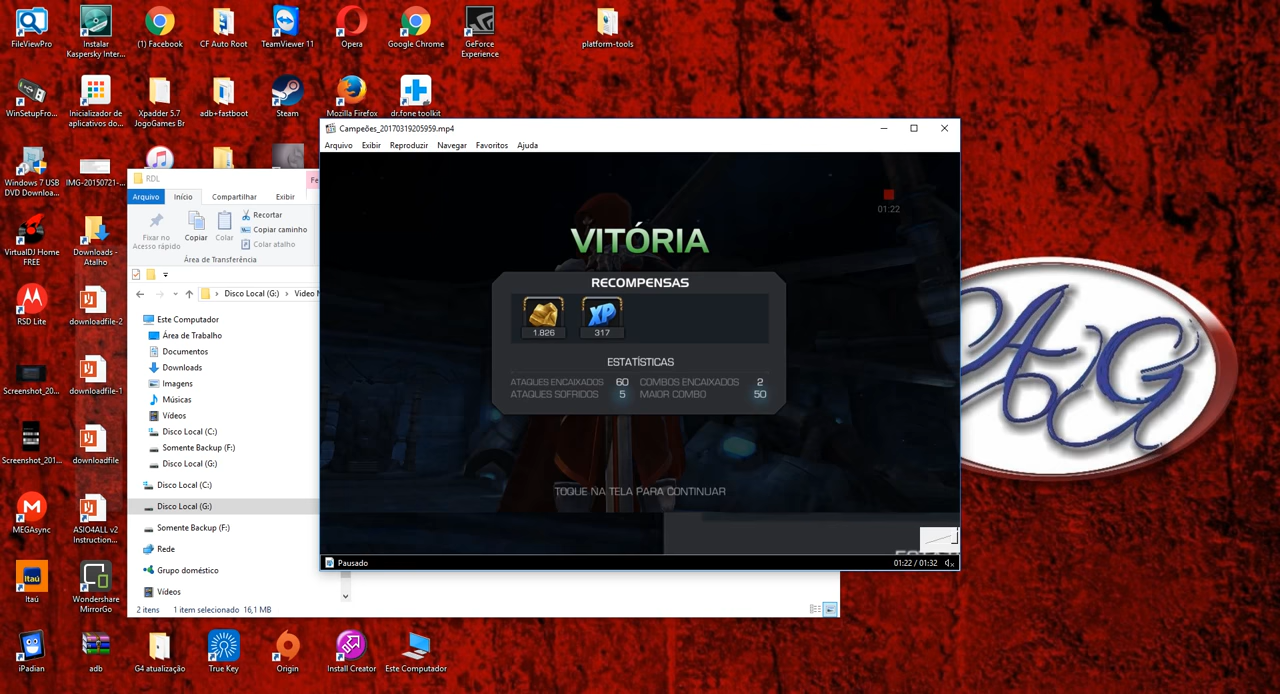 FileViewPro
Instalar
Kaspersky Inter...
(1) Facebook
CF Auto Root
TeamViewer 11
Opera
Google Chrome
GeForce
Experience
platform-tools
WinSetupFro...
Inicializador de
aplicativos do...
Xpadder 5.7
JogoGames Br
adb+fastboot
Steam
Mozilla Firefox
dr.fone toolkit
Windows 7 USB
DVD Downloa...
IMG-20150721-...
VirtualDJ Home
FREE
Downloads -
Atalho
RSD Lite
downloadfile-2
Screenshot_20...
downloadfile-1
Screenshot_201...
downloadfile
MEGAsync
ASIO4ALL v2
Instruction...
Itaú
Itaú
Wondershare
MirrorGo
iPadian
adb
G4 atualização
True Key
Origin
Install Creator
Este Computador
RDL
Fe
Arquivo
Início
Compartilhar
Exibir
Fixar no
Acesso rápido
Copiar
Colar
Recortar
Copiar caminho
Colar atalho
Área de Transferência
Disco Local (G:)
Video
Este Computador
Área de Trabalho
Documentos
Downloads
Imagens
Músicas
Vídeos
Disco Local (C:)
Somente Backup (F:)
Disco Local (G:)
Disco Local (C:)
Disco Local (G:)
Somente Backup (F:)
Rede
Grupo doméstico
Vídeos
2 itens
1 item selecionado 16,1 MB
Campeões_20170319205959.mp4
Arquivo Exibir Reproduzir Navegar Favoritos Ajuda
01:22
VITÓRIA
RECOMPENSAS
XP
1.826
317
ESTATÍSTICAS
ATAQUES ENCAIXADOS 60 COMBOS ENCAIXADOS 2
ATAQUES SOFRIDOS 5 MAIOR COMBO 50
TOQUE NA TELA PARA CONTINUAR
Pausado
01:22 / 01:32
AG